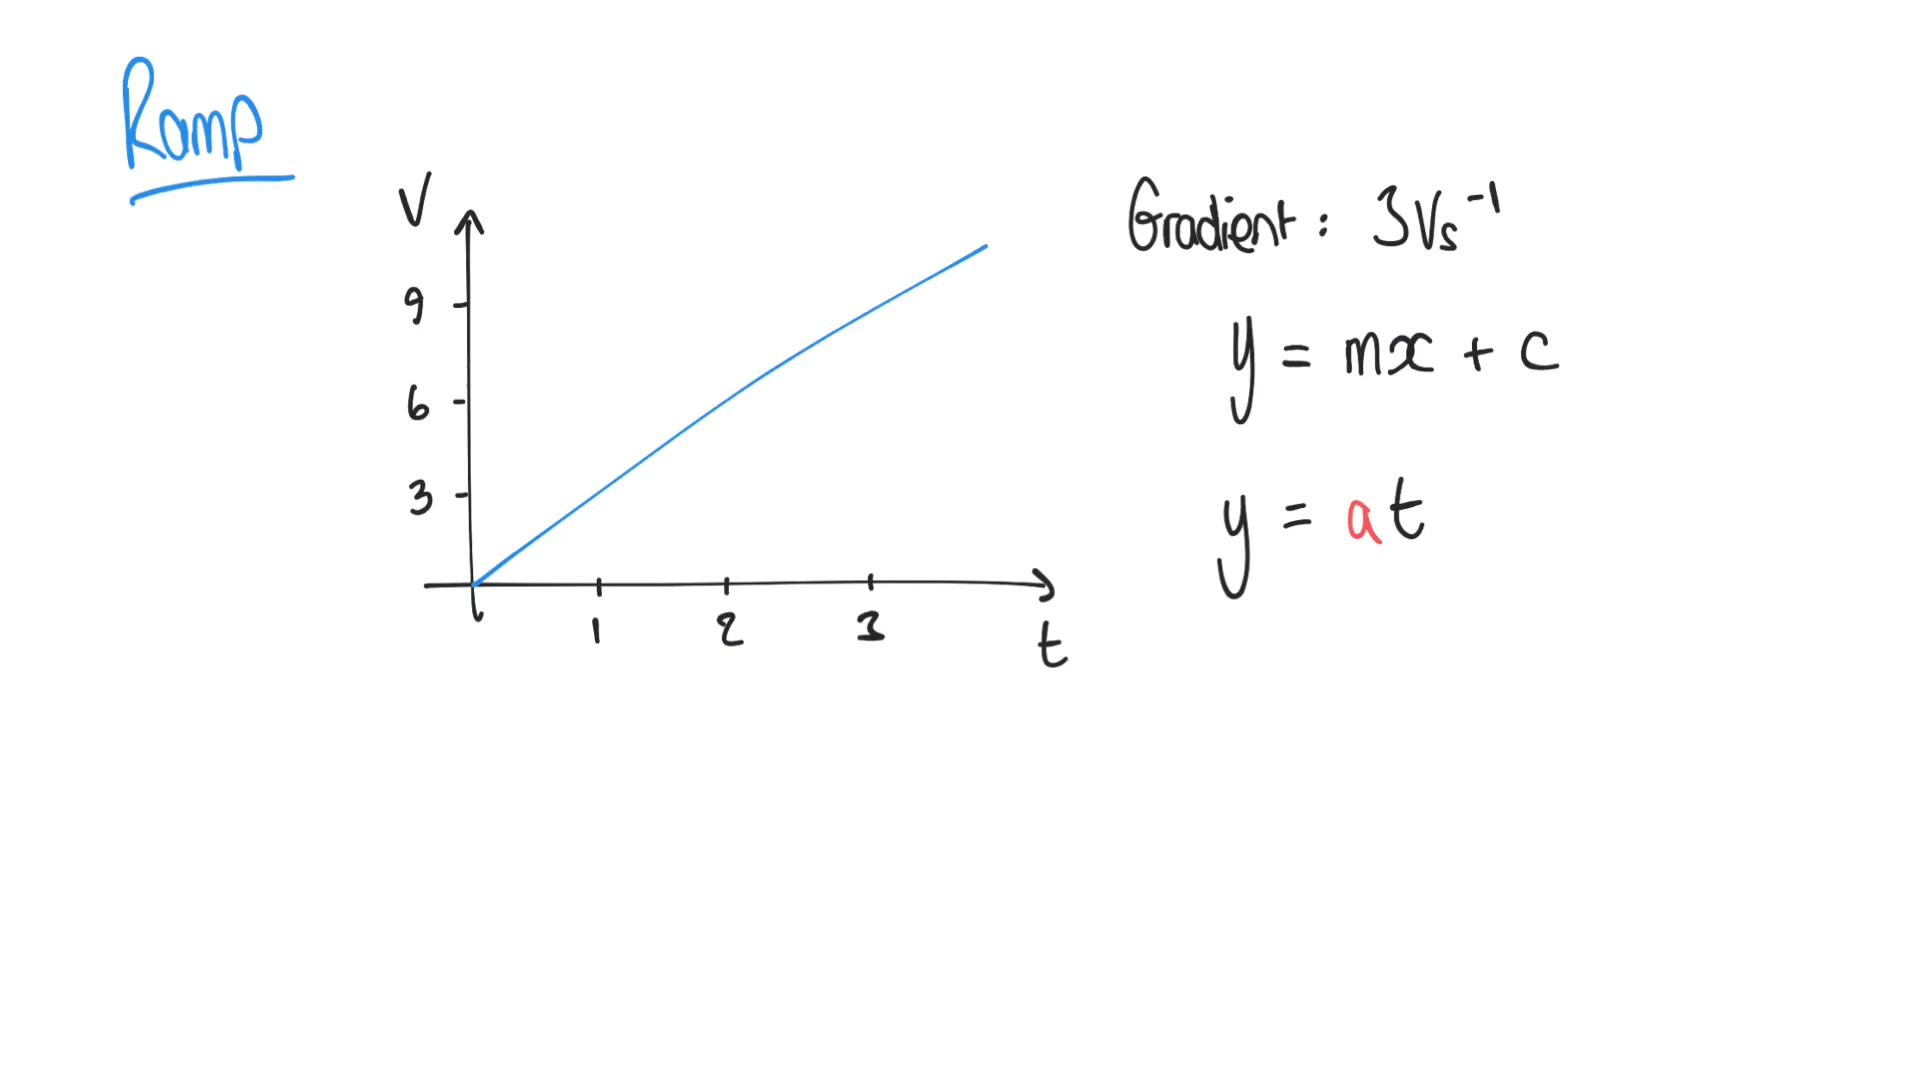 Ramp
V
9
6
3
1 2 3
t
Gradient: 3Vs⁻¹
y = mx + c
y = at